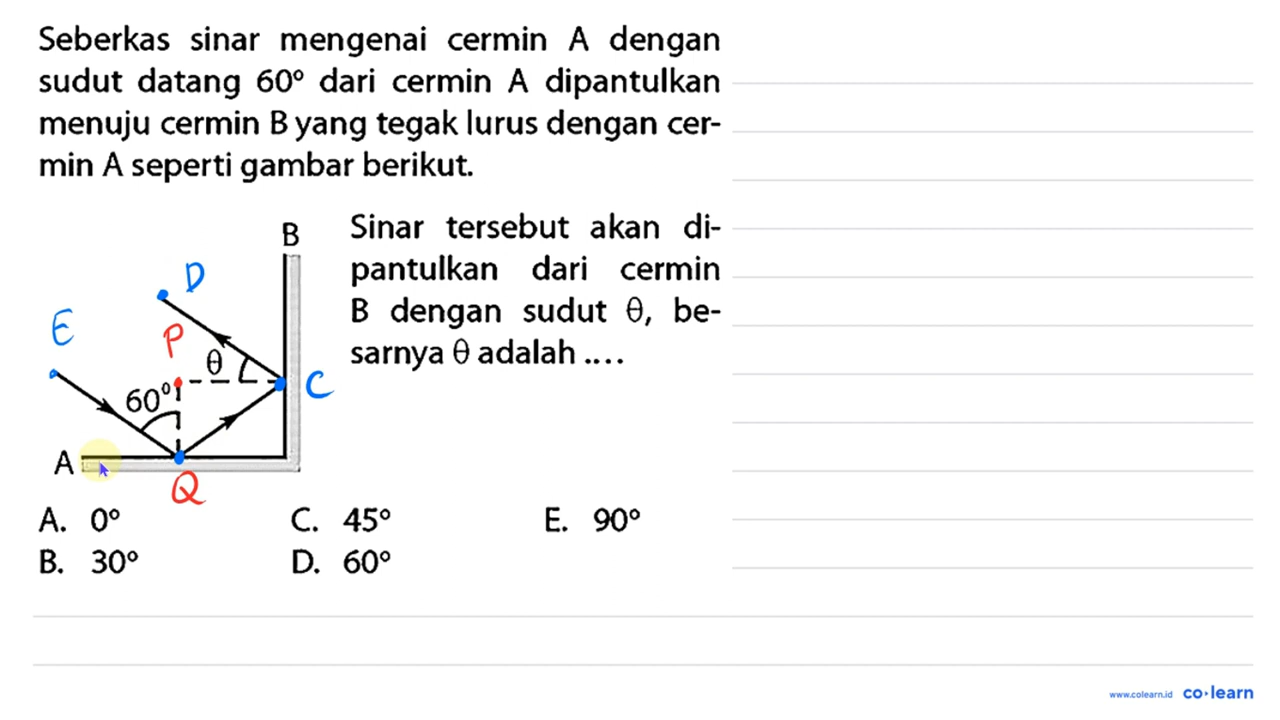 Seberkas sinar mengenai cermin A dengan
sudut datang 60° dari cermin A dipantulkan
menuju cermin B yang tegak lurus dengan cer-
min A seperti gambar berikut.
B
Sinar tersebut akan di-
pantulkan dari cermin
B dengan sudut θ, be-
sarnya θ adalah ....
D
E
P
θ
60°
C
A
Q
A. 0° C. 45° E. 90°
B. 30° D. 60°
www.colearn.id co·learn